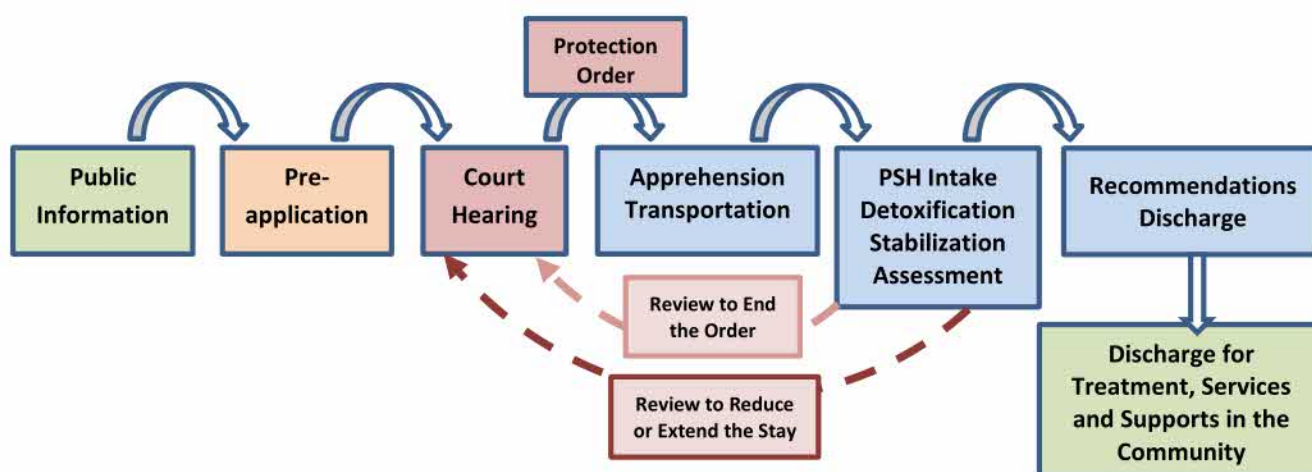 Protection
Order
Public
Information
Pre-
application
Court
Hearing
Apprehension
Transportation
PSH Intake
Detoxification
Stabilization
Assessment
Recommendations
Discharge
Review to End
the Order
Review to Reduce
or Extend the Stay
Discharge for
Treatment, Services
and Supports in the
Community